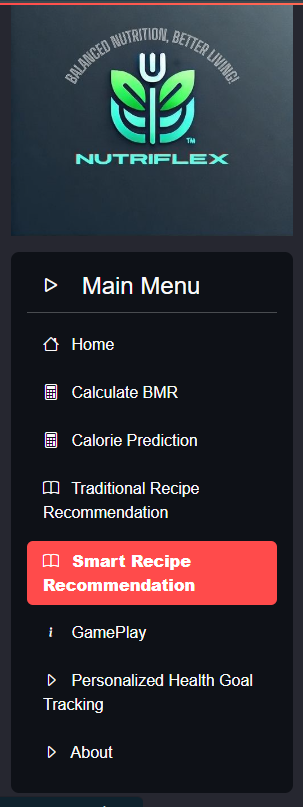 BALANCED NUTRITION, BETTER LIVING!
TM
NUTRIFLEX
Main Menu
Home
Calculate BMR
Calorie Prediction
Traditional Recipe
Recommendation
Smart Recipe
Recommendation
GamePlay
Personalized Health Goal
Tracking
About